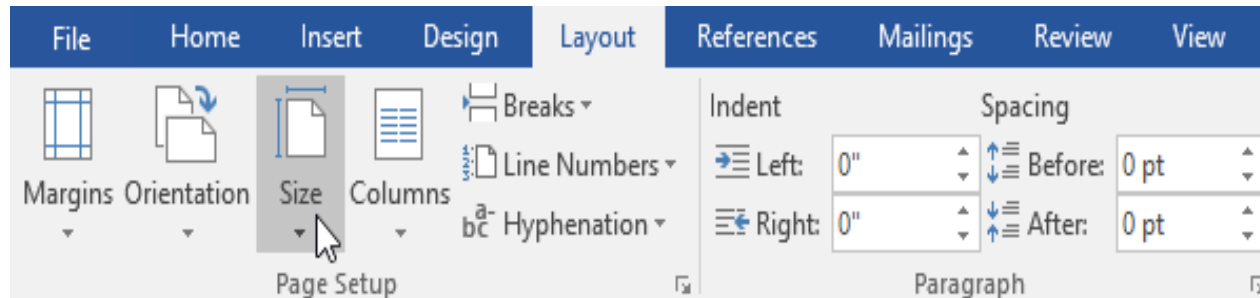 File Home Insert Design Layout References Mailings Review View
Breaks Indent Spacing
Line Numbers Left: 0" Before: 0 pt
Margins Orientation Size Columns
Hyphenation Right: 0" After: 0 pt
Page Setup Paragraph